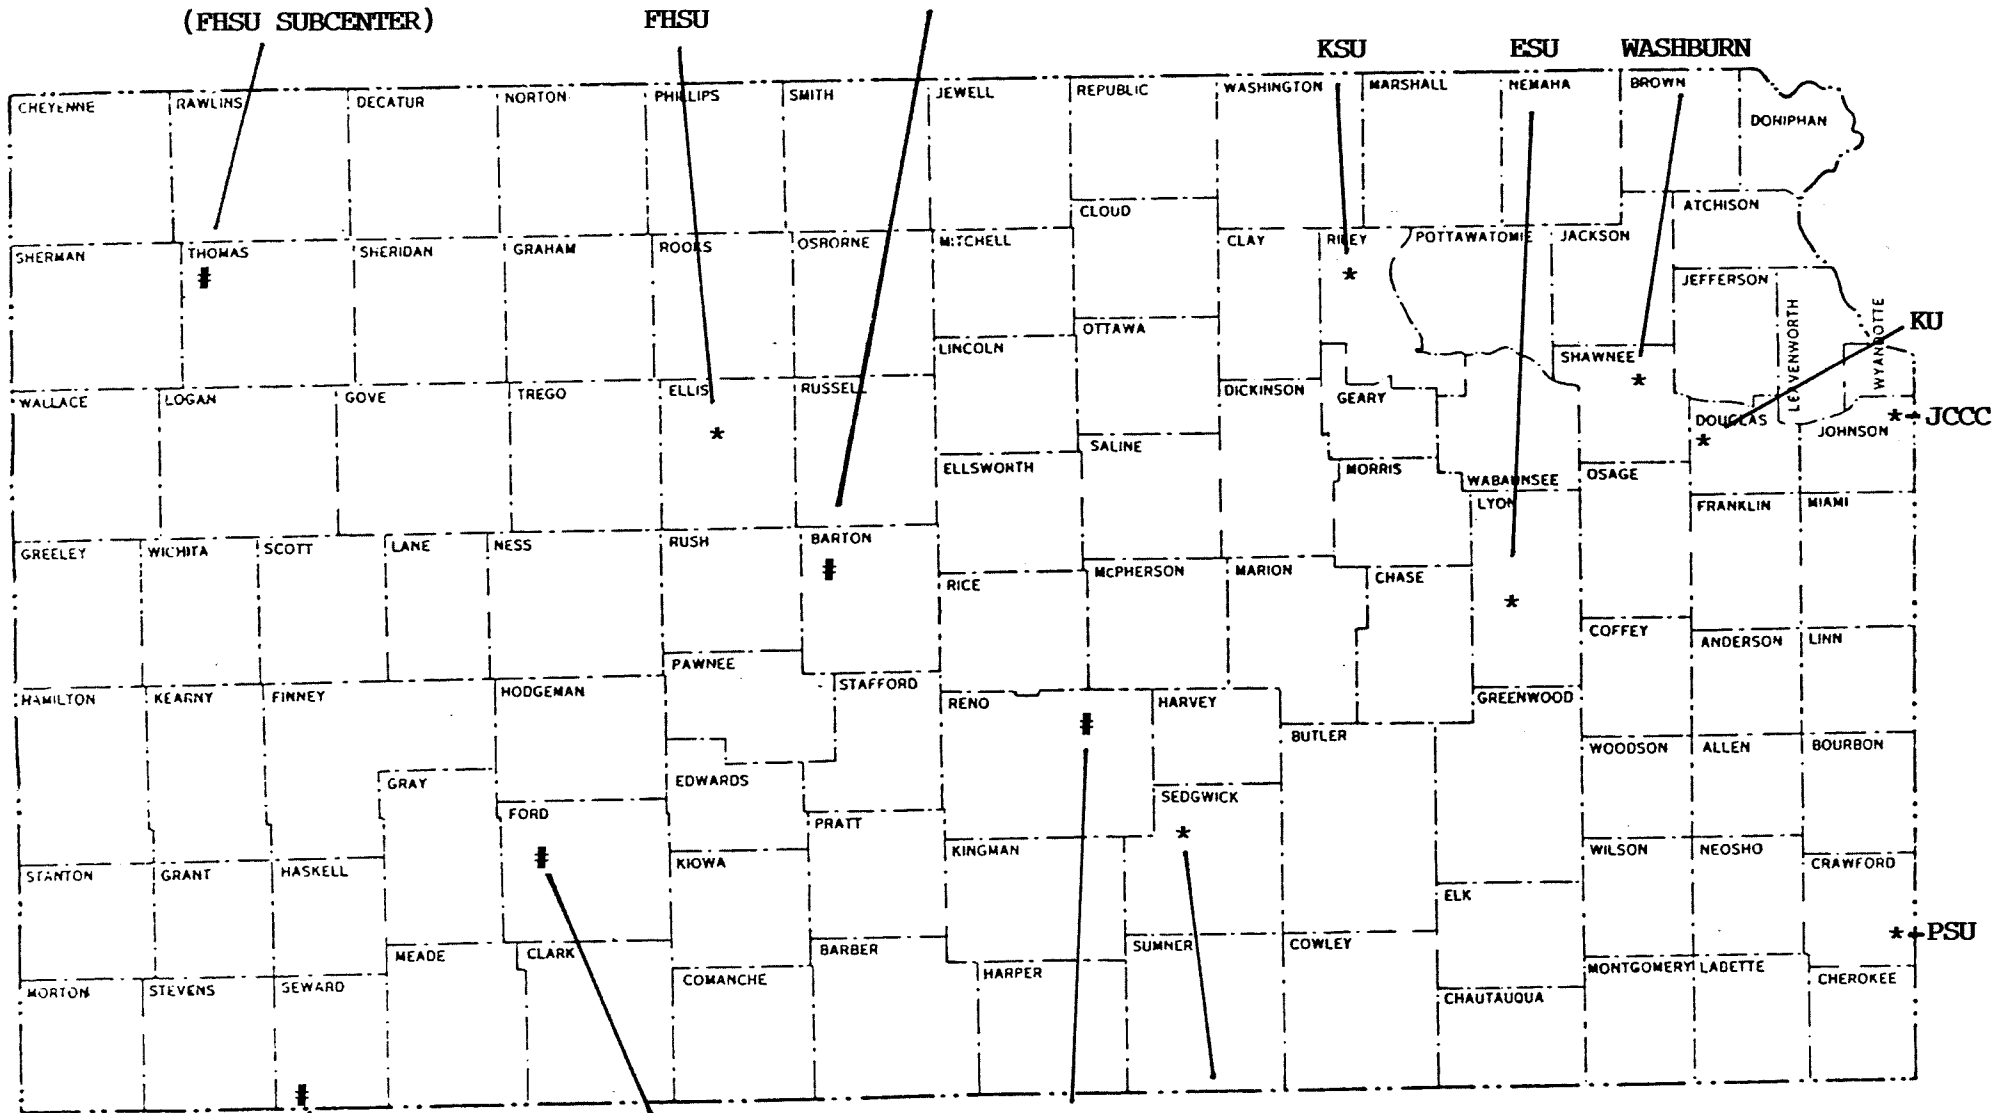 (FHSU SUBCENTER) FHSU
KSU ESU WASHBURN
CHEYENNE RAWLINS DECATUR NORTON PHILLIPS SMITH JEWELL REPUBLIC WASHINGTON MARSHALL NEMAHA BROWN
DONIPHAN
CLOUD ATCHISON
SHERMAN THOMAS SHERIDAN GRAHAM ROOKS OSBORNE MITCHELL CLAY RILEY POTTAWATOMIE JACKSON
#
*
JEFFERSON
LEAVENWORTH
WYANDOTTE
KU
LINCOLN OTTAWA SHAWNEE
*
WALLACE LOGAN GOVE TREGO ELLIS RUSSELL DICKINSON GEARY DOUGLAS JOHNSON
* * *-JCCC
ELLSWORTH SALINE MORRIS WABAUNSEE OSAGE
LYON FRANKLIN MIAMI
GREELEY WICHITA SCOTT LANE NESS RUSH BARTON
#
RICE MCPHERSON MARION CHASE
*
COFFEY ANDERSON LINN
PAWNEE STAFFORD
HAMILTON KEARNY FINNEY HODGEMAN RENO HARVEY GREENWOOD
#
BUTLER WOODSON ALLEN BOURBON
GRAY EDWARDS SEDGWICK
*
FORD PRATT
#
STANTON GRANT HASKELL KIOWA KINGMAN WILSON NEOSHO CRAWFORD
ELK
*-PSU
MEADE CLARK BARBER SUMNER COWLEY
MORTON STEVENS SEWARD COMANCHE HARPER MONTGOMERY LABETTE CHEROKEE
CHAUTAUQUA
#